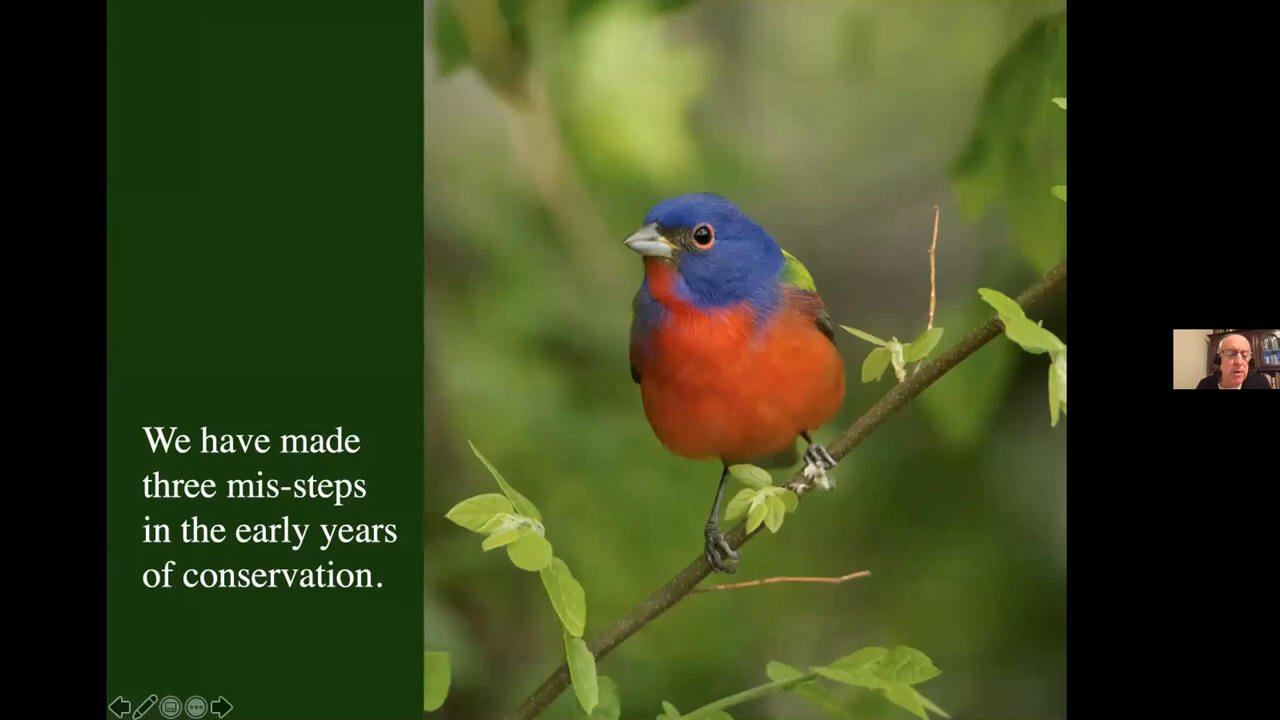 We have made
three mis-steps
in the early years
of conservation.